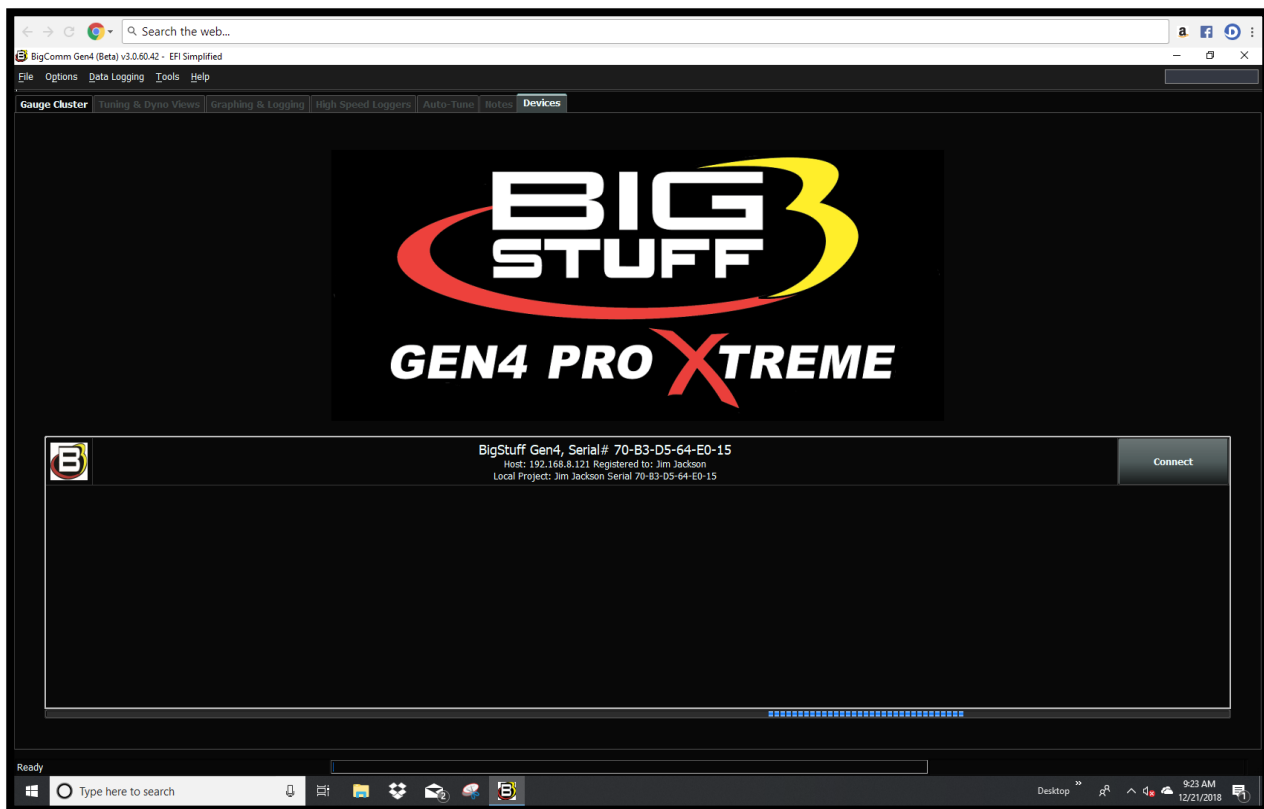 Search the web...
BigComm Gen4 (Beta) v3.0.60.42 - EFI Simplified
File Options Data Logging Tools Help
Gauge Cluster Tuning & Dyno Views Graphing & Logging High Speed Loggers Auto-Tune Notes Devices
BIG 3
STUFF
GEN4 PRO XTREME
BigStuff Gen4, Serial# 70-B3-D5-64-E0-15
Host: 192.168.8.121 Registered to: Jim Jackson
Local Project: Jim Jackson Serial 70-B3-D5-64-E0-15
Connect
Ready
Type here to search
2
Desktop
9:23 AM
12/21/2018
1